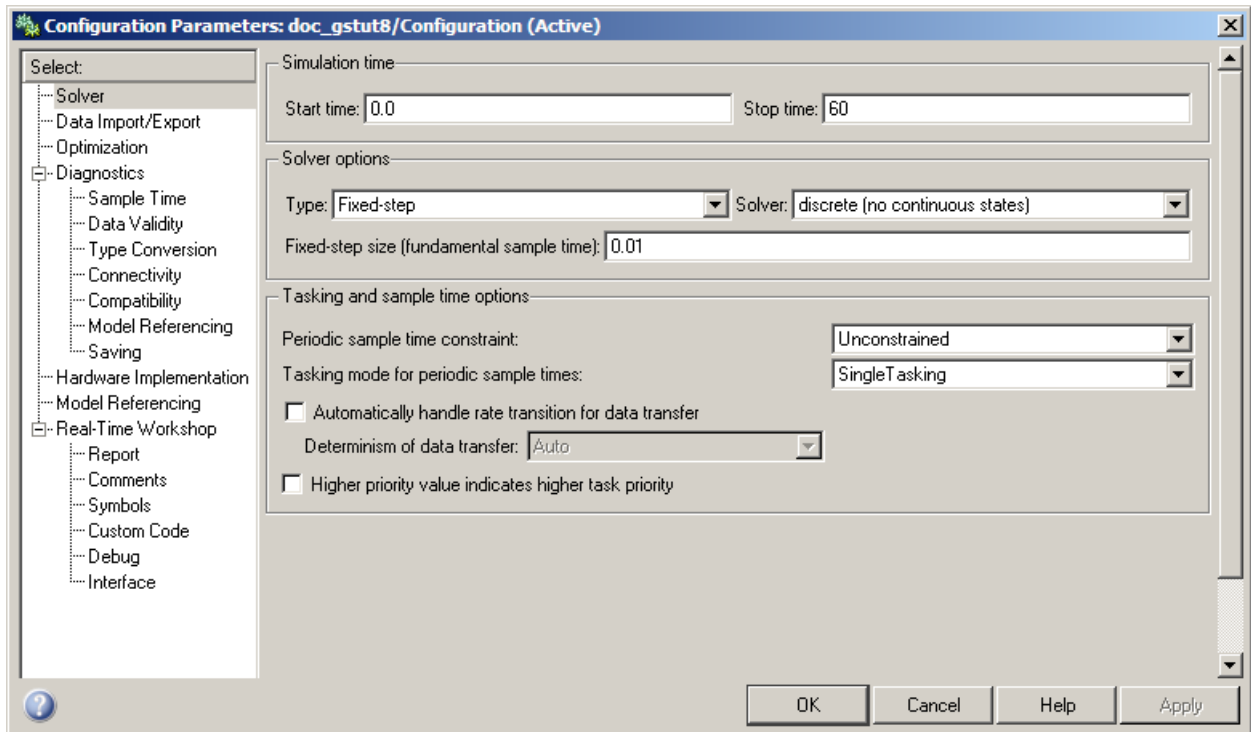 Configuration Parameters: doc_gstut8/Configuration (Active)
Select:
Solver
Data Import/Export
Optimization
Diagnostics
Sample Time
Data Validity
Type Conversion
Connectivity
Compatibility
Model Referencing
Saving
Hardware Implementation
Model Referencing
Real-Time Workshop
Report
Comments
Symbols
Custom Code
Debug
Interface
Simulation time
Start time: 0.0 Stop time: 60
Solver options
Type: Fixed-step Solver: discrete (no continuous states)
Fixed-step size (fundamental sample time): 0.01
Tasking and sample time options
Periodic sample time constraint: Unconstrained
Tasking mode for periodic sample times: SingleTasking
Automatically handle rate transition for data transfer
Determinism of data transfer: Auto
Higher priority value indicates higher task priority
? OK Cancel Help Apply